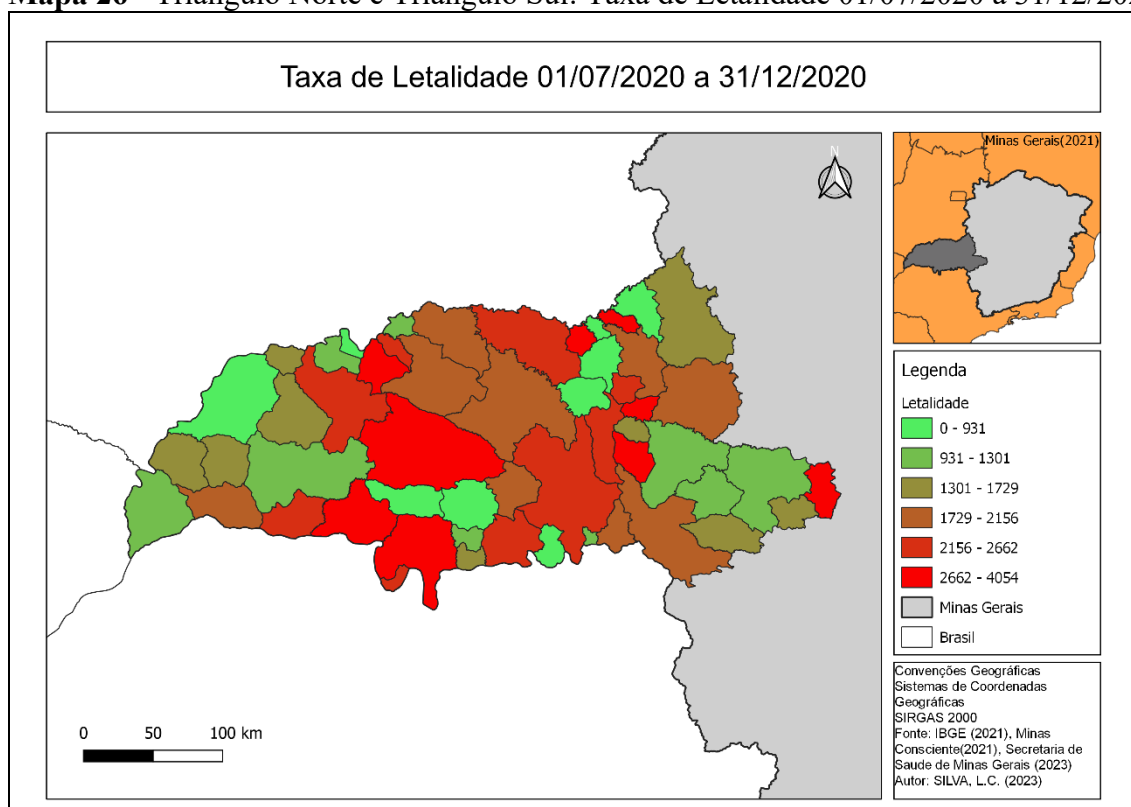 Mapa 26 - Triângulo Norte e Triângulo Sul: Taxa de Letalidade 01/07/2020 a 31/12/202
Taxa de Letalidade 01/07/2020 a 31/12/2020
N
Minas Gerais(2021)
Legenda
Letalidade
0 - 931
931 - 1301
1301 - 1729
1729 - 2156
2156 - 2662
2662 - 4054
Minas Gerais
Brasil
0 50 100 km
Convenções Geográficas
Sistemas de Coordenadas
Geográficas
SIRGAS 2000
Fonte: IBGE (2021), Minas
Consciente(2021), Secretaria de
Saude de Minas Gerais (2023)
Autor: SILVA, L.C. (2023)